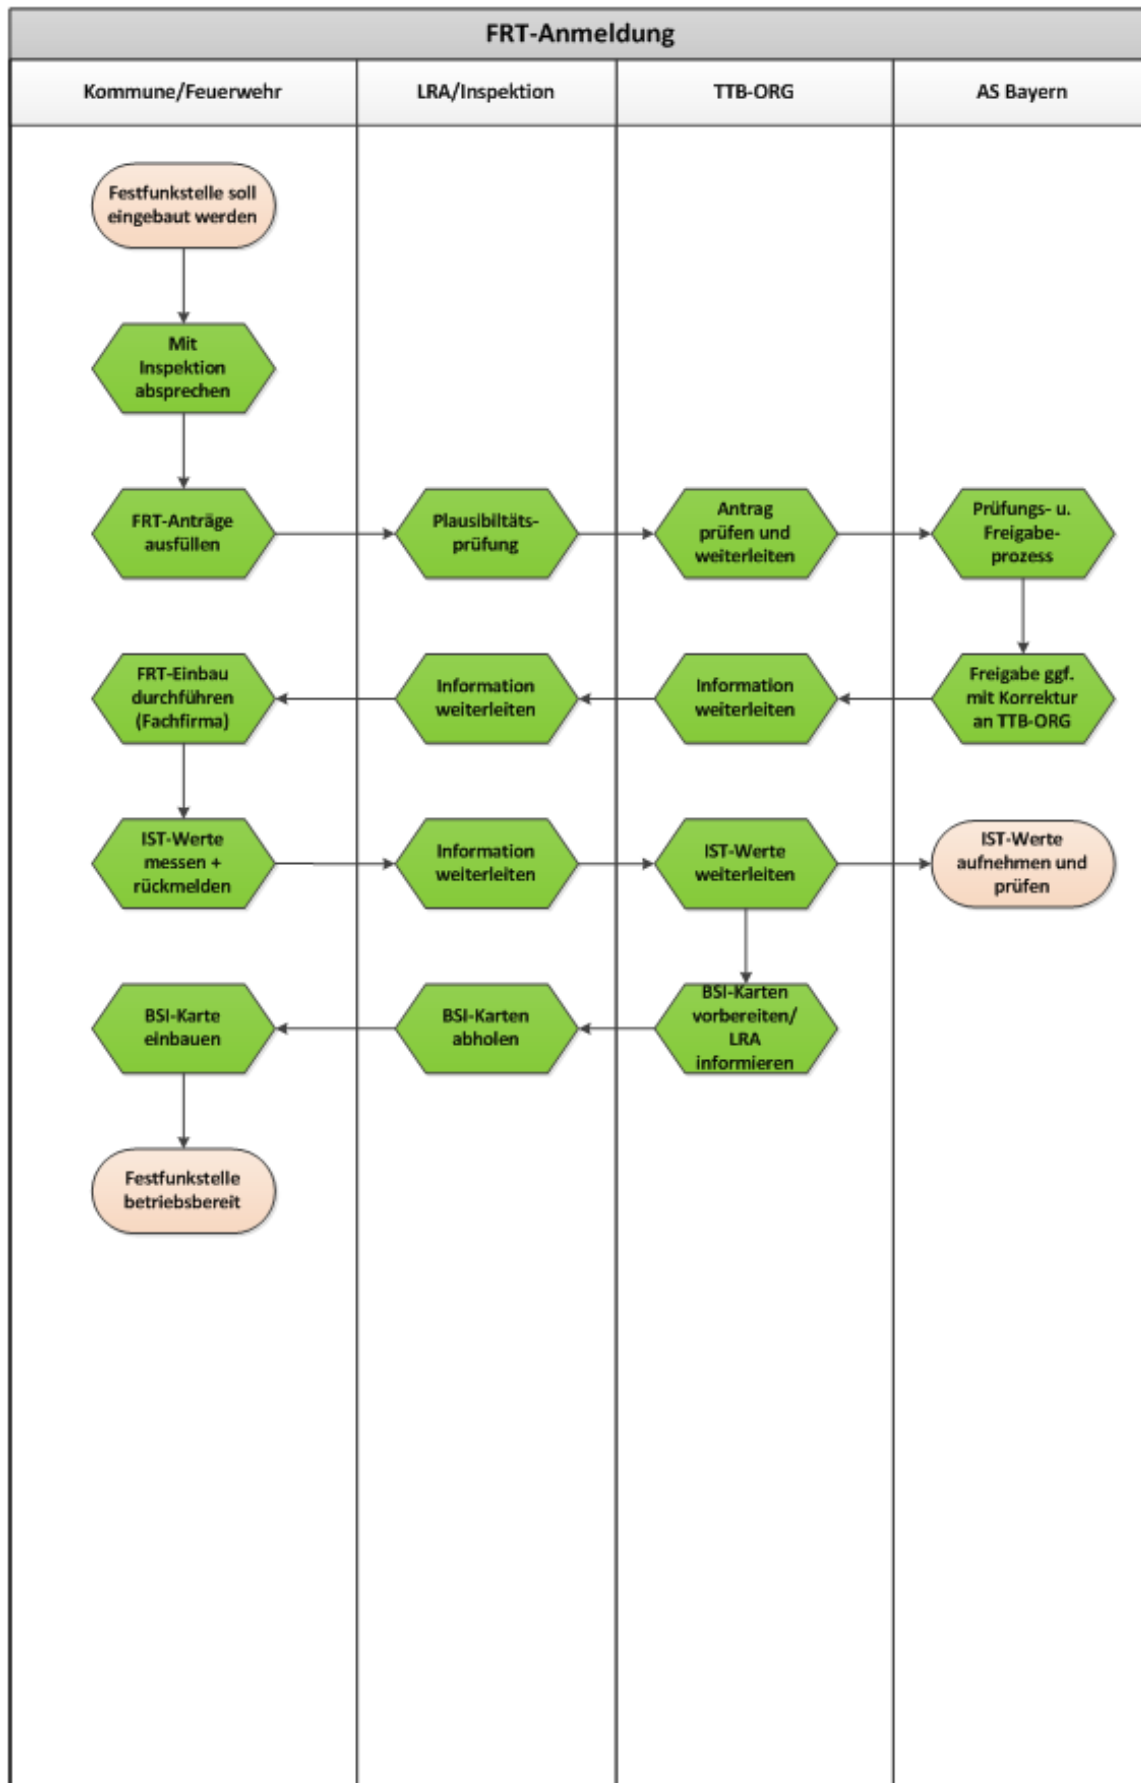 FRT-Anmeldung
Kommune/Feuerwehr
LRA/Inspektion
TTB-ORG
AS Bayern
Festfunkstelle soll
eingebaut werden
Mit
Inspektion
absprechen
FRT-Anträge
ausfüllen
Plausibiltäts-
prüfung
Antrag
prüfen und
weiterleiten
Prüfungs- u.
Freigabe-
prozess
FRT-Einbau
durchführen
(Fachfirma)
Information
weiterleiten
Information
weiterleiten
Freigabe ggf.
mit Korrektur
an TTB-ORG
IST-Werte
messen +
rückmelden
Information
weiterleiten
IST-Werte
weiterleiten
IST-Werte
aufnehmen und
prüfen
BSI-Karte
einbauen
BSI-Karten
abholen
BSI-Karten
vorbereiten/
LRA
informieren
Festfunkstelle
betriebsbereit